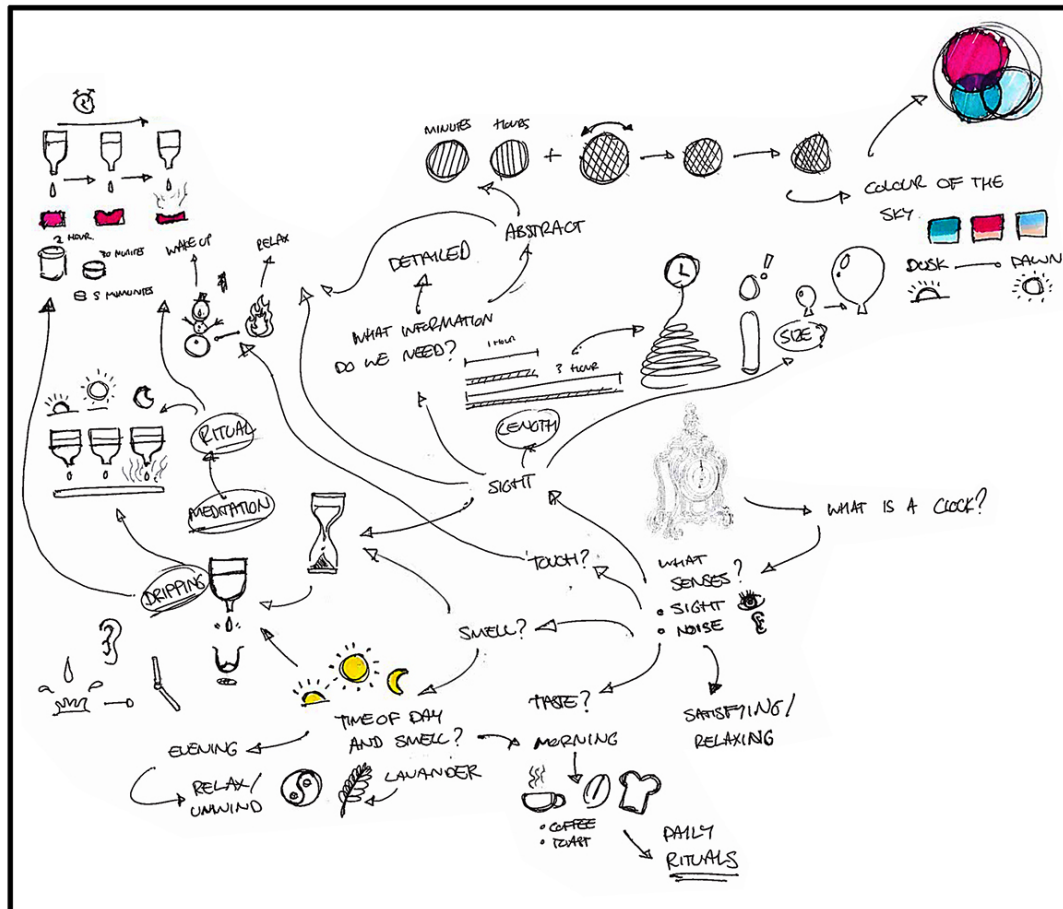 MINUTES
HOURS
COLOUR OF THE
SKY.
DUSK
DAWN
ABSTRACT
DETAILED
WHAT INFORMATION
DO WE NEED?
1 HOUR
3 HOUR
SIZE
LENGTH
SIGHT
2 HOUR.
30 MINUTES
5 MIMUNTES
WAKE UP
RELAX
RITUAL
MEDITATION
DRIPPING
WHAT IS A CLOCK?
WHAT
SENSES?
SIGHT
NOISE
'TOUCH?
SMELL?
TASTE?
SATISFYING/
RELAXING
TIME OF DAY
AND SMELL?
EVENING
RELAX/
UNWIND
LAVANDER
MORNING
COFFEE
TOAST
DAILY
RITUALS